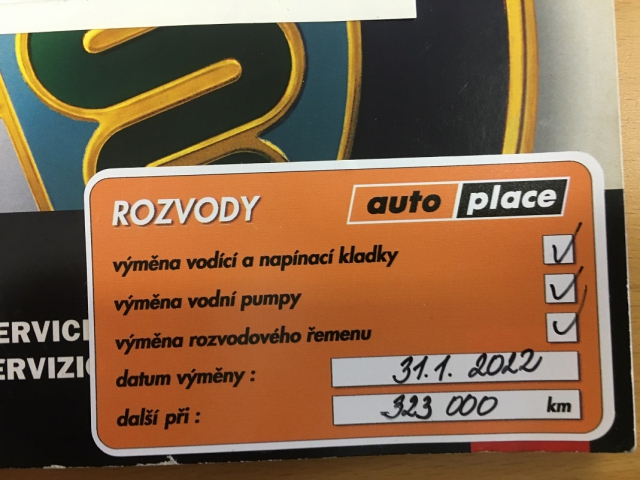 ROZVODY
auto place
výměna vodící a napínací kladky
výměna vodní pumpy
výměna rozvodového řemenu
datum výměny : 31.1. 2022
další při : 323 000 km
ERVIC
ERVIZI